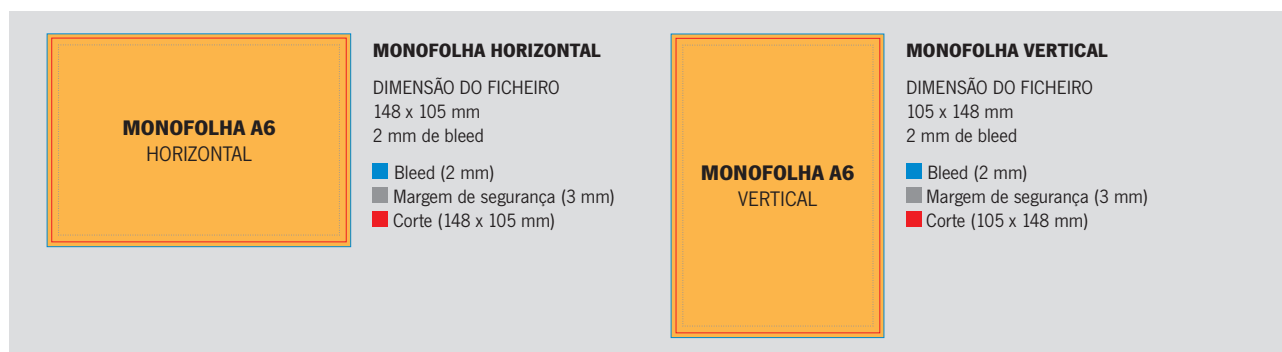 MONOFOLHA A6
HORIZONTAL
MONOFOLHA HORIZONTAL
DIMENSÃO DO FICHEIRO
148 x 105 mm
2 mm de bleed
Bleed (2 mm)
Margem de segurança (3 mm)
Corte (148 x 105 mm)
MONOFOLHA A6
VERTICAL
MONOFOLHA VERTICAL
DIMENSÃO DO FICHEIRO
105 x 148 mm
2 mm de bleed
Bleed (2 mm)
Margem de segurança (3 mm)
Corte (105 x 148 mm)